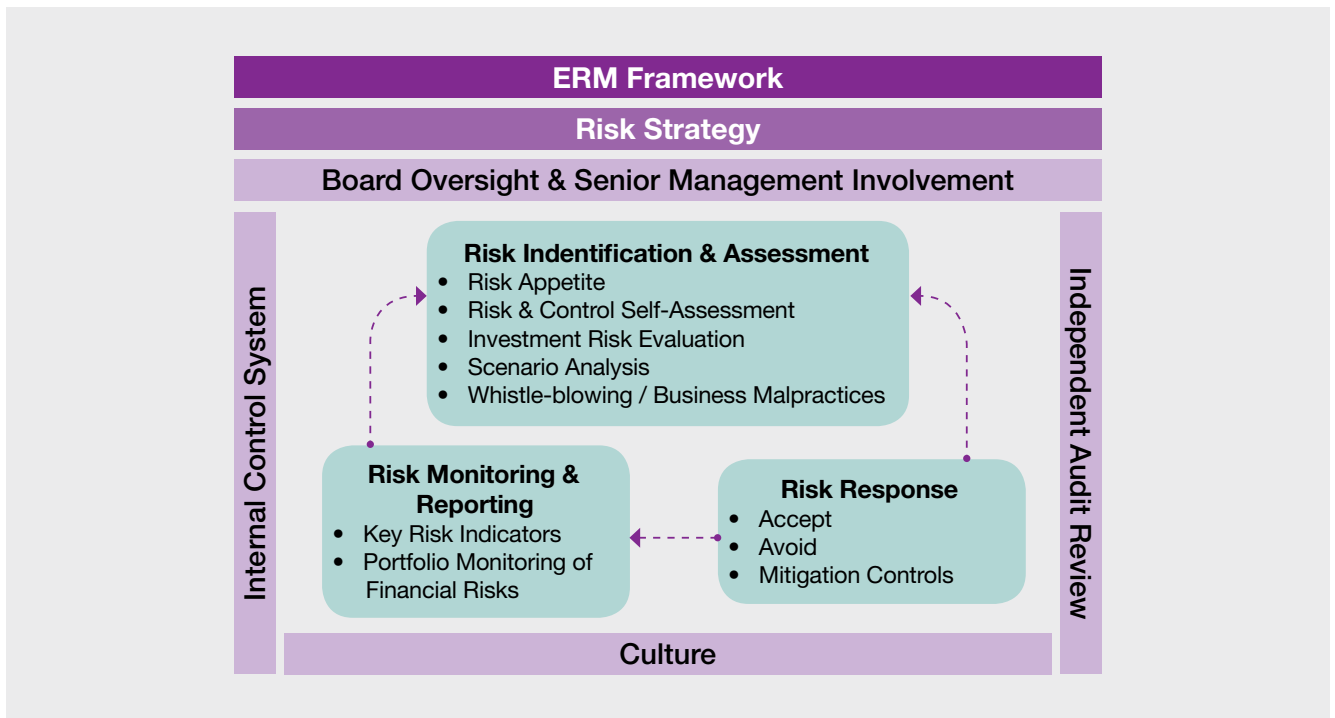 ERM Framework
Risk Strategy
Board Oversight & Senior Management Involvement
Internal Control System
Risk Indentification & Assessment
• Risk Appetite
• Risk & Control Self-Assessment
• Investment Risk Evaluation
• Scenario Analysis
• Whistle-blowing / Business Malpractices
Risk Monitoring &
Reporting
• Key Risk Indicators
• Portfolio Monitoring of
Financial Risks
Risk Response
• Accept
• Avoid
• Mitigation Controls
Independent Audit Review
Culture